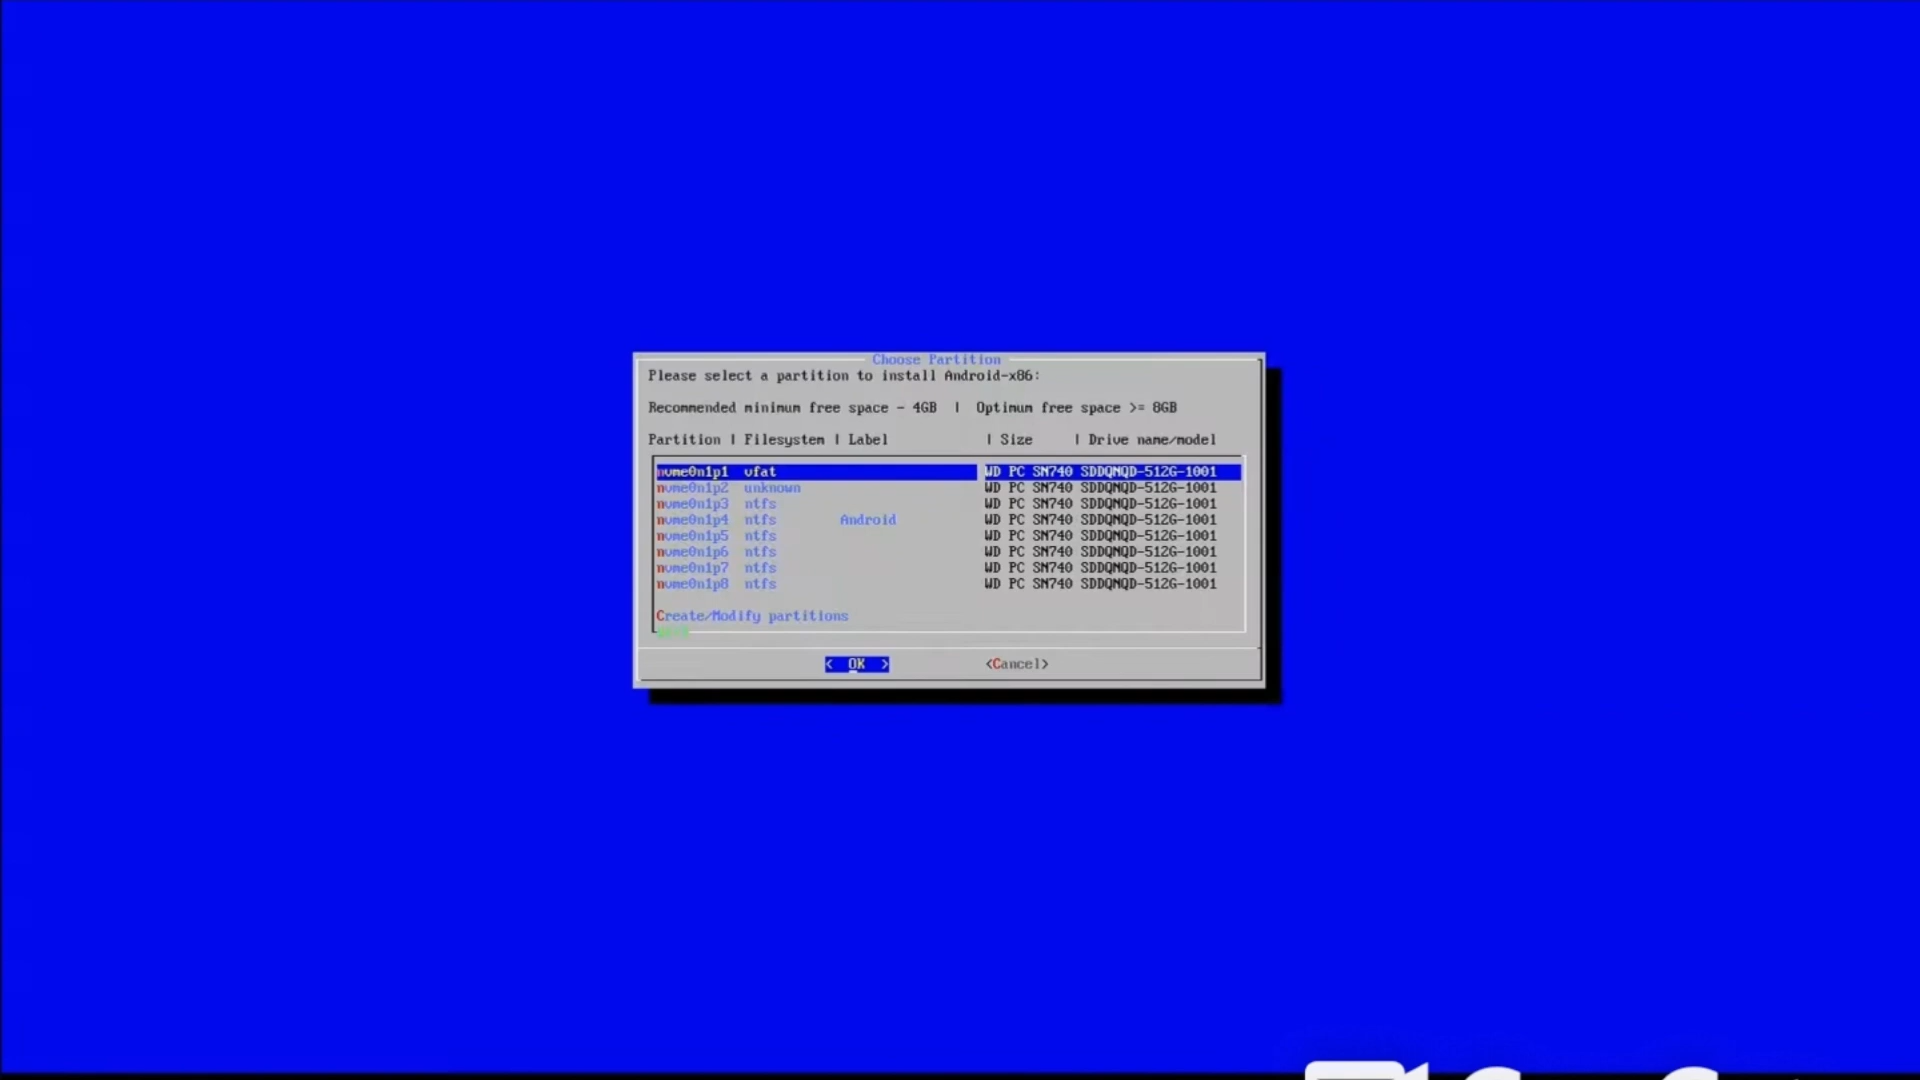 Choose Partition
Please select a partition to install Android-x86:
Recommended minimum free space - 4GB | Optimum free space >= 8GB
Partition | Filesystem | Label | Size | Drive name/model
nvme0n1p1 vfat WD PC SN740 SDDQNQD-512G-1001
nvme0n1p2 unknown WD PC SN740 SDDQNQD-512G-1001
nvme0n1p3 ntfs WD PC SN740 SDDQNQD-512G-1001
nvme0n1p4 ntfs Android WD PC SN740 SDDQNQD-512G-1001
nvme0n1p5 ntfs WD PC SN740 SDDQNQD-512G-1001
nvme0n1p6 ntfs WD PC SN740 SDDQNQD-512G-1001
nvme0n1p7 ntfs WD PC SN740 SDDQNQD-512G-1001
nvme0n1p8 ntfs WD PC SN740 SDDQNQD-512G-1001
Create/Modify partitions
< OK > <Cancel>